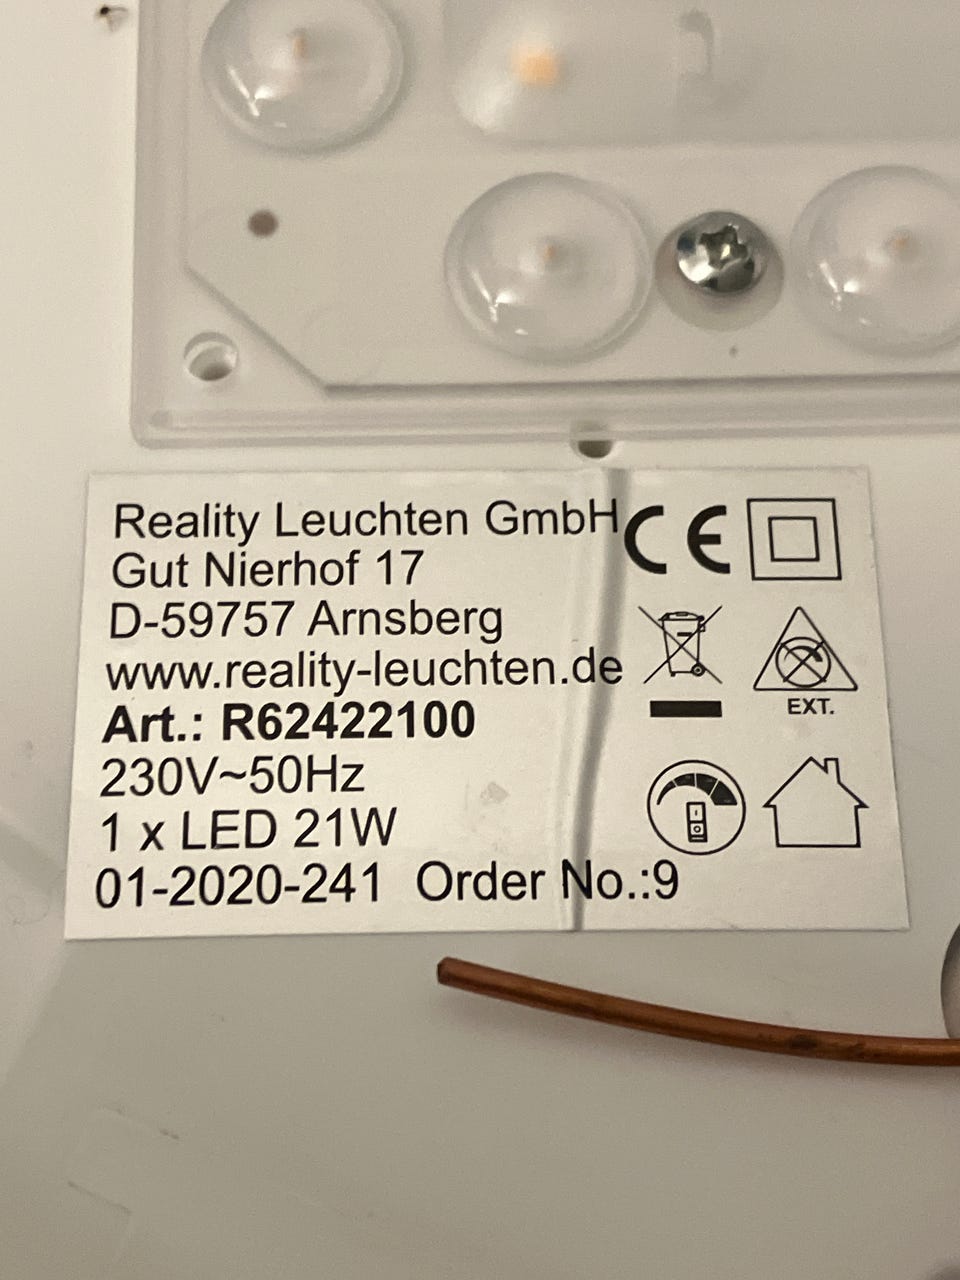 Reality Leuchten GmbH
Gut Nierhof 17
D-59757 Arnsberg
www.reality-leuchten.de
Art.: R62422100
230V~50Hz
1 x LED 21W
01-2020-241 Order No.:9
CE
EXT.